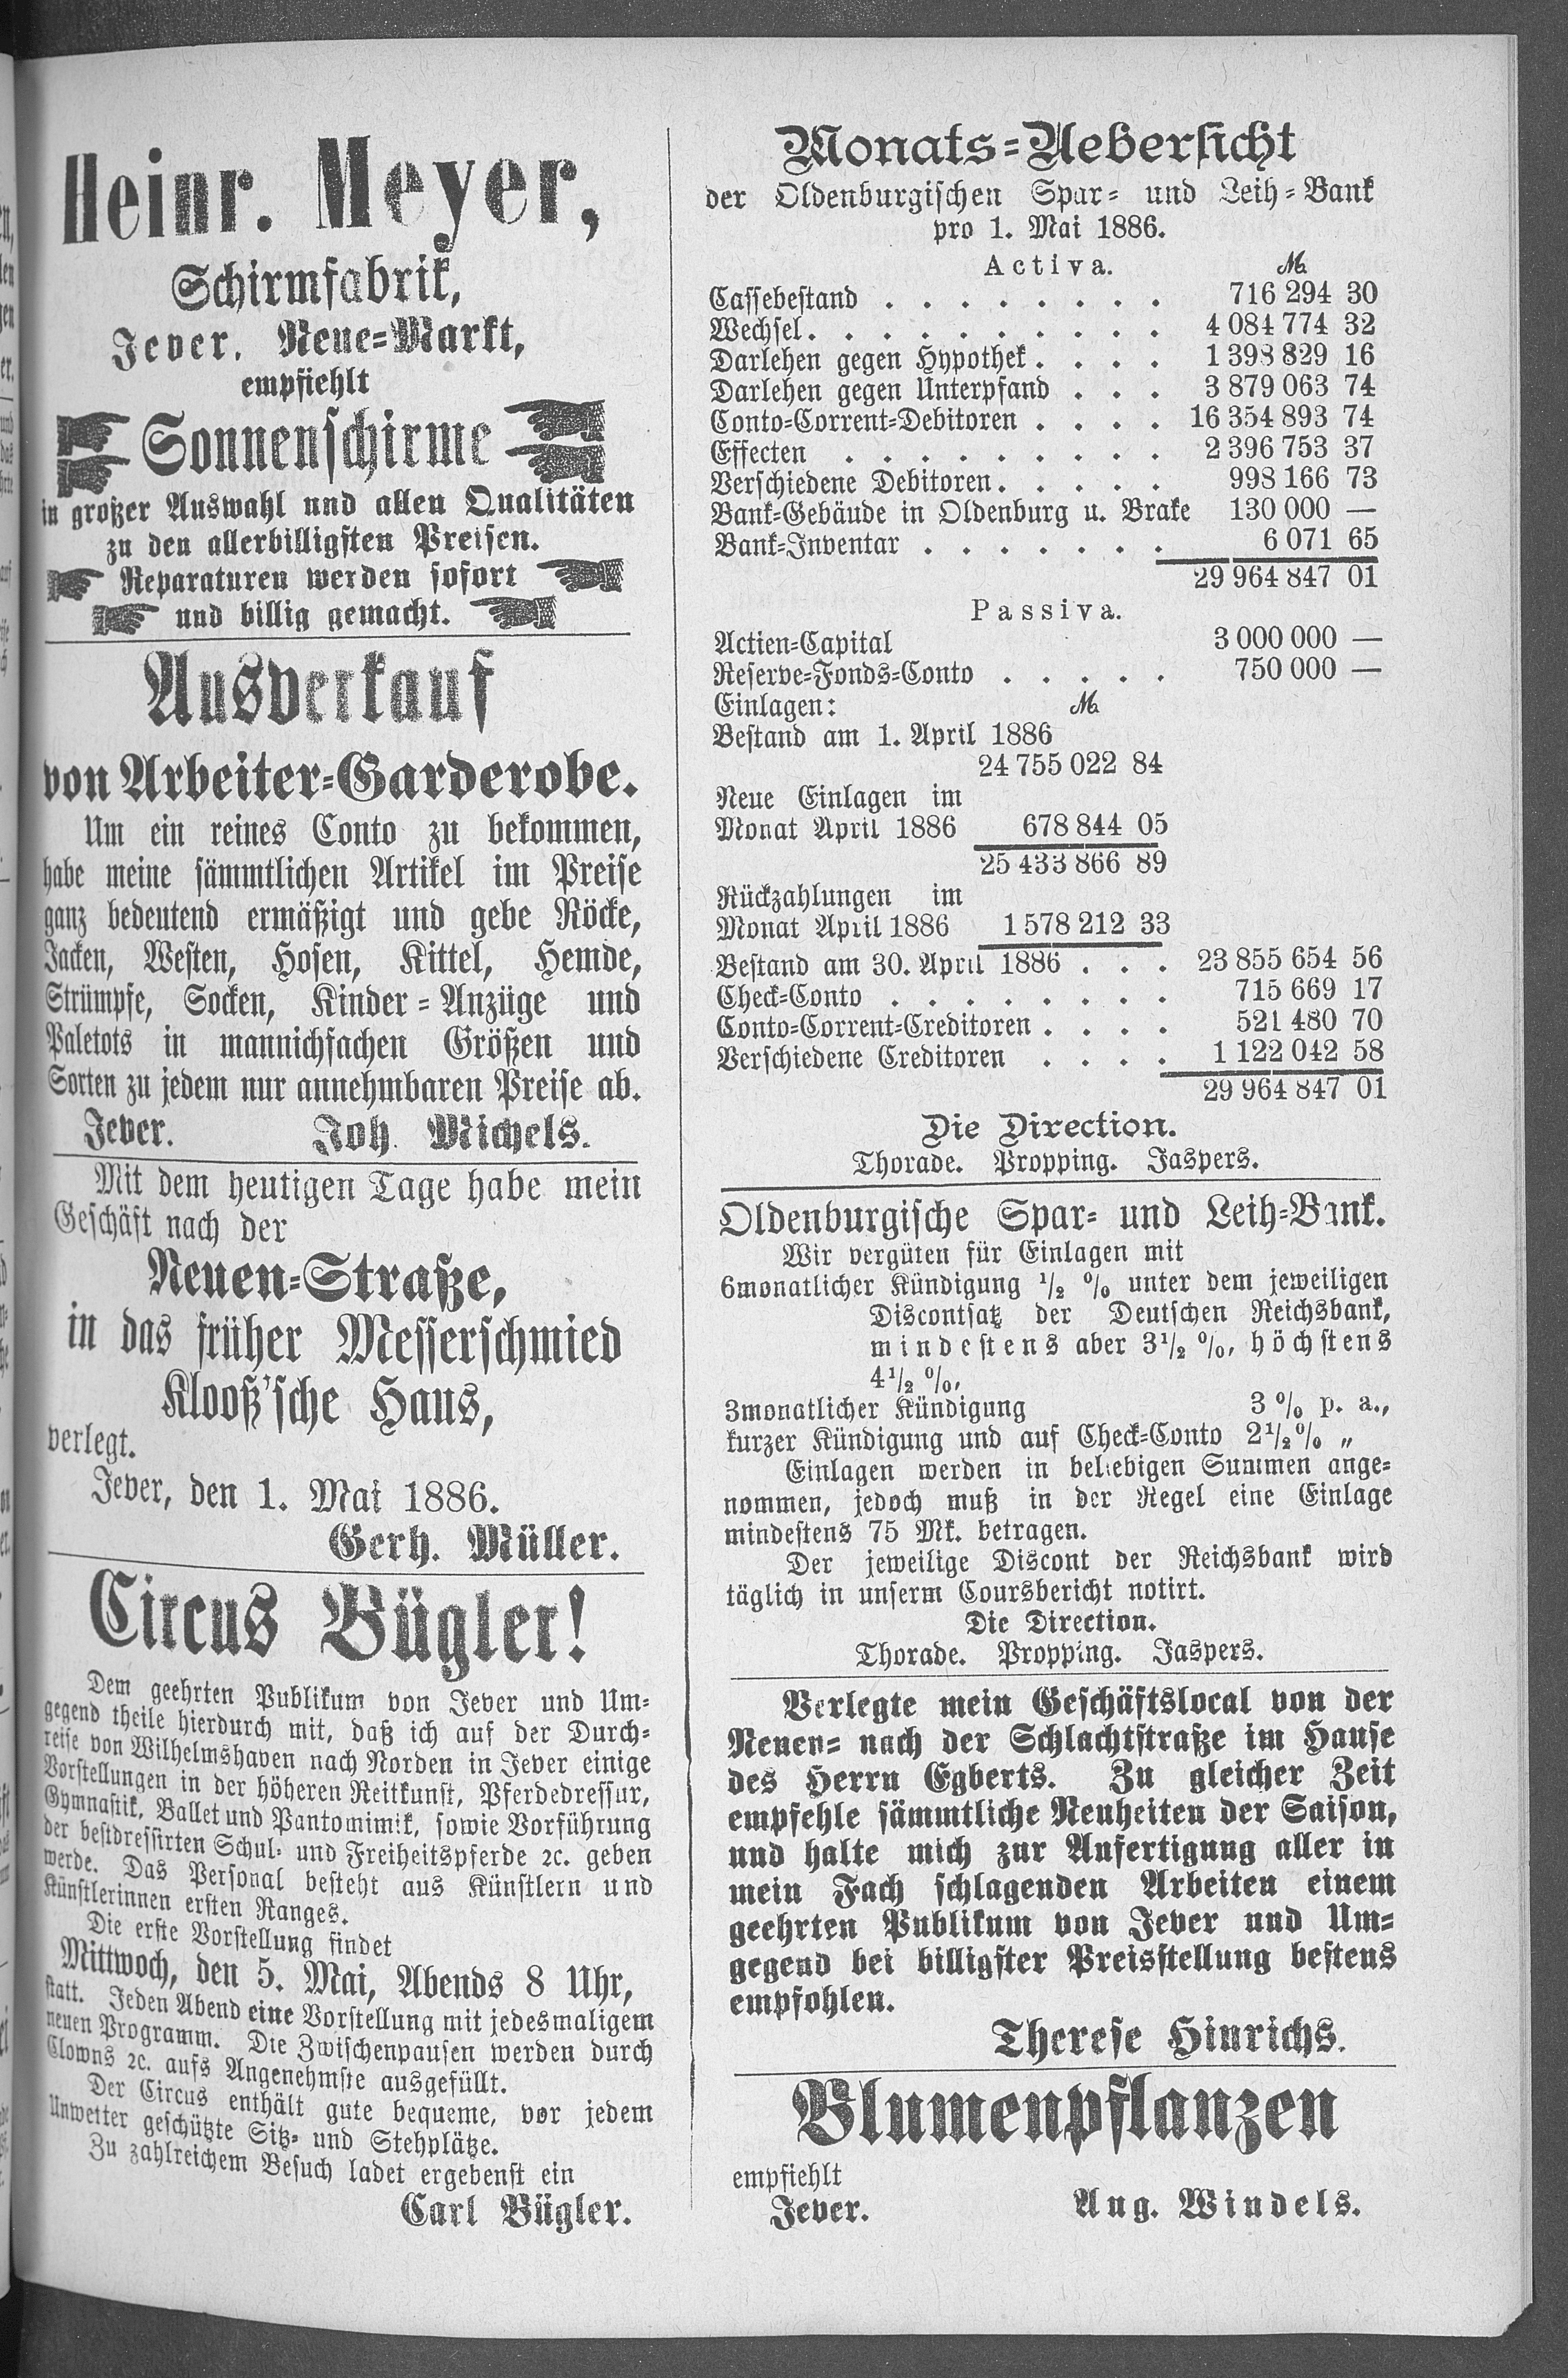 Heinr. Meyer,
Schirmfabrik,
Jever, Neue-Markt,
empfiehlt
Sonnenschirme
in großer Auswahl und allen Qualitäten
zu den allerbilligsten Preisen.
Reparaturen werden sofort
und billig gemacht.
Ausverkauf
von Arbeiter-Garderobe.
Um ein reines Conto zu bekommen,
habe meine sämmtlichen Artikel im Preise
ganz bedeutend ermäßigt und gebe Röcke,
Jacken, Westen, Hosen, Kittel, Hemde,
Strümpfe, Socken, Kinder-Anzüge und
Paletots in mannichfachen Größen und
Sorten zu jedem nur annehmbaren Preise ab.
Jever. Joh. Michels.
Mit dem heutigen Tage habe mein
Geschäft nach der
Neuen-Straße,
in das früher Messerschmied
Klooß'sche Haus,
verlegt.
Jever, den 1. Mai 1886.
Gerh. Müller.
Circus Bügler!
Dem geehrten Publikum von Jever und Um-
gegend theile hierdurch mit, daß ich auf der Durch-
reise von Wilhelmshaven nach Norden in Jever einige
Vorstellungen in der höheren Reitkunst, Pferdedressur,
Gymnastik, Ballet und Pantomimik, sowie Vorführung
der bestdressirten Schul- und Freiheitspferde ꝛc. geben
werde. Das Personal besteht aus Künstlern und
Künstlerinnen ersten Ranges.
Die erste Vorstellung findet
Mittwoch, den 5. Mai, Abends 8 Uhr,
statt. Jeden Abend eine Vorstellung mit jedesmaligem
neuen Programm. Die Zwischenpausen werden durch
Clowns ꝛc. aufs Angenehmste ausgefüllt.
Der Circus enthält gute bequeme, vor jedem
Unwetter geschützte Sitz- und Stehplätze.
Zu zahlreichem Besuch ladet ergebenst ein
Carl Bügler.
Monats-Uebersicht
der Oldenburgischen Spar- und Leih-Bank
pro 1. Mai 1886.
Activa. M.
Cassebestand . . . . . . . . 716 294 30
Wechsel . . . . . . . . . . 4 084 774 32
Darlehen gegen Hypothek . . . . 1 398 829 16
Darlehen gegen Unterpfand . . . 3 879 063 74
Conto-Corrent-Debitoren . . . . 16 354 893 74
Effecten . . . . . . . . . 2 396 753 37
Verschiedene Debitoren . . . . . 998 166 73
Bank-Gebäude in Oldenburg u. Brake 130 000 —
Bank-Inventar . . . . . . . 6 071 65
29 964 847 01
Passiva.
Actien-Capital 3 000 000 —
Reserve-Fonds-Conto . . . . . 750 000 —
Einlagen: M.
Bestand am 1. April 1886
24 755 022 84
Neue Einlagen im
Monat April 1886 678 844 05
25 433 866 89
Rückzahlungen im
Monat April 1886 1 578 212 33
Bestand am 30. April 1886 . . . 23 855 654 56
Check-Conto . . . . . . . . 715 669 17
Conto-Corrent-Creditoren . . . . 521 480 70
Verschiedene Creditoren . . . . 1 122 042 58
29 964 847 01
Die Direction.
Thorade. Propping. Jaspers.
Oldenburgische Spar- und Leih-Bank.
Wir vergüten für Einlagen mit
6monatlicher Kündigung 1/2 % unter dem jeweiligen
Discontsatz der Deutschen Reichsbank,
mindestens aber 3 1/2 %, höchstens
4 1/2 %,
3monatlicher Kündigung 3 % p. a.,
kurzer Kündigung und auf Check-Conto 2 1/2 % „
Einlagen werden in beliebigen Summen ange-
nommen, jedoch muß in der Regel eine Einlage
mindestens 75 Mk. betragen.
Der jeweilige Discont der Reichsbank wird
täglich in unserm Coursbericht notirt.
Die Direction.
Thorade. Propping. Jaspers.
Verlegte mein Geschäftslocal von der
Neuen- nach der Schlachtstraße im Hause
des Herrn Egberts. Zu gleicher Zeit
empfehle sämmtliche Neuheiten der Saison,
und halte mich zur Anfertigung aller in
mein Fach schlagenden Arbeiten einem
geehrten Publikum von Jever und Um-
gegend bei billigster Preisstellung bestens
empfohlen.
Therese Hinrichs.
Blumenpflanzen
empfiehlt
Jever. Aug. Windels.